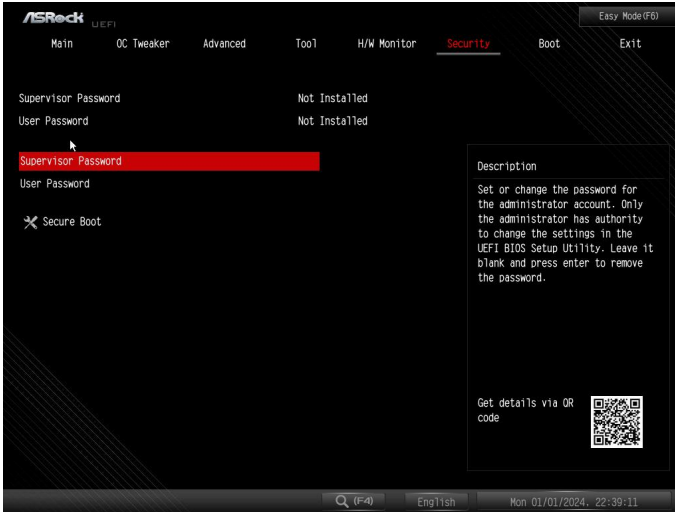 ASRock UEFI
Easy Mode(F6)
Main OC Tweaker Advanced Tool H/W Monitor Security Boot Exit
Supervisor Password Not Installed
User Password Not Installed
Supervisor Password
User Password
Secure Boot
Description
Set or change the password for
the administrator account. Only
the administrator has authority
to change the settings in the
UEFI BIOS Setup Utility. Leave it
blank and press enter to remove
the password.
Get details via QR
code
(F4) English Mon 01/01/2024, 22:39:11